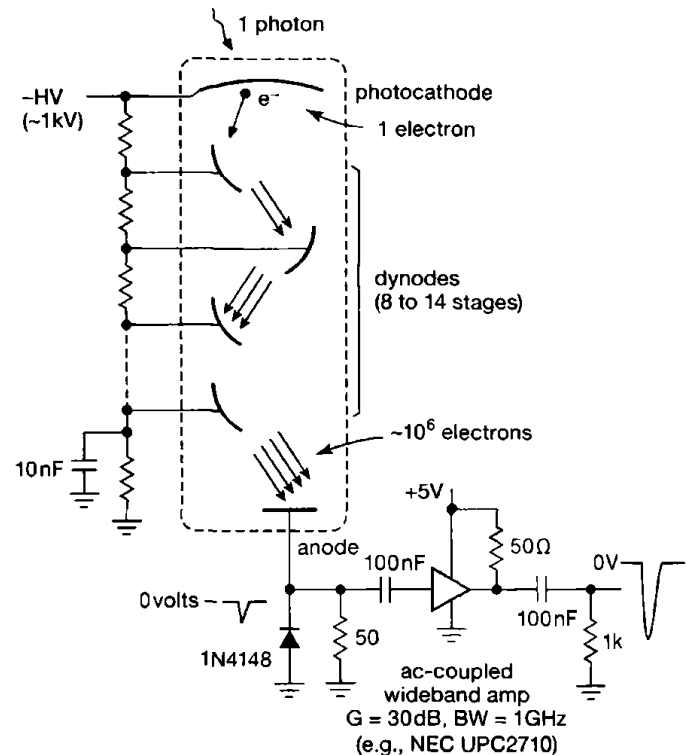 1 photon
–HV
(~1kV)
e–
photocathode
1 electron
dynodes
(8 to 14 stages)
~10⁶ electrons
10nF
+5V
anode
100nF
50Ω
0V
0volts
100nF
1N4148
50
1k
ac-coupled
wideband amp
G = 30dB, BW = 1GHz
(e.g., NEC UPC2710)